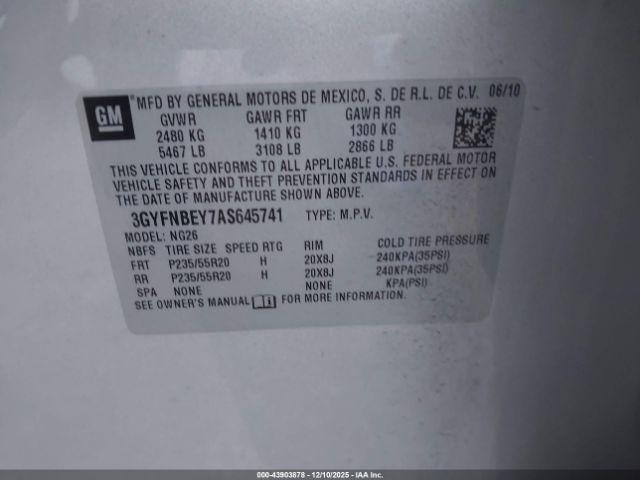 GM
MFD BY GENERAL MOTORS DE MEXICO, S. DE R.L. DE C.V. 06/10
GVWR GAWR FRT GAWR RR
2480 KG 1410 KG 1300 KG
5467 LB 3108 LB 2866 LB
THIS VEHICLE CONFORMS TO ALL APPLICABLE U.S. FEDERAL MOTOR
VEHICLE SAFETY AND THEFT PREVENTION STANDARDS IN EFFECT ON
THE DATE OF MANUFACTURE SHOWN ABOVE.
3GYFNBEY7AS645741 TYPE: M.P.V.
MODEL: NG26
NBFS TIRE SIZE SPEED RTG RIM COLD TIRE PRESSURE
FRT P235/55R20 H 20X8J 240KPA(35PSI)
RR P235/55R20 H 20X8J 240KPA(35PSI)
SPA NONE NONE KPA(PSI)
SEE OWNER'S MANUAL FOR MORE INFORMATION.
000-43903878 - 12/10/2025 - IAAI.com